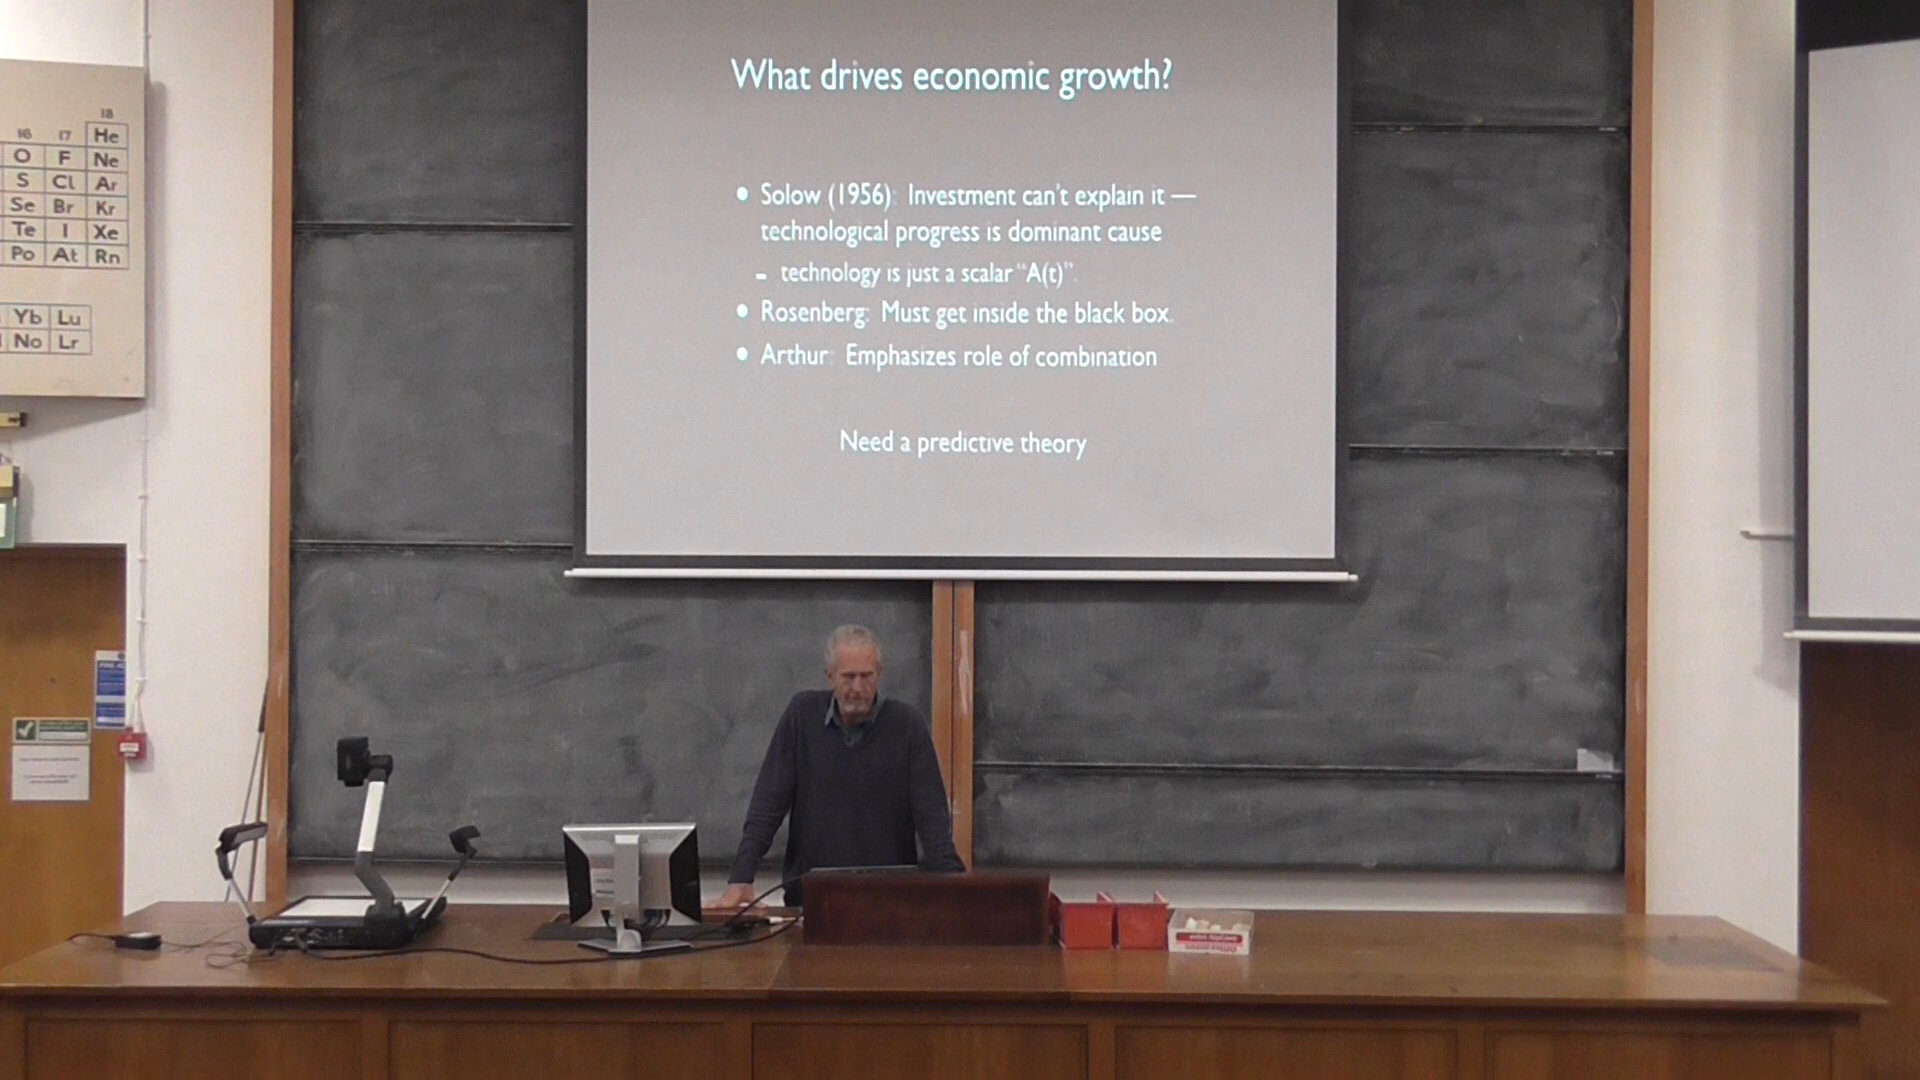 What drives economic growth?
• Solow (1956): Investment can't explain it —
technological progress is dominant cause
- technology is just a scalar "A(t)".
• Rosenberg: Must get inside the black box.
• Arthur: Emphasizes role of combination
Need a predictive theory
18
16 17 He
O F Ne
S Cl Ar
Se Br Kr
Te I Xe
Po At Rn
Yb Lu
No Lr